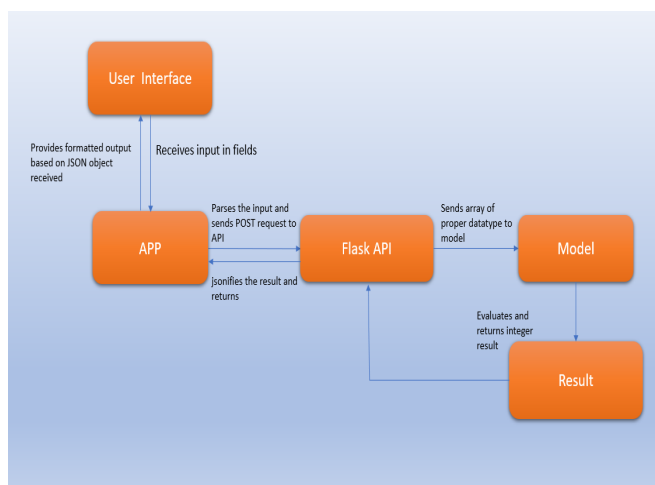 User Interface
Provides formatted output
based on JSON object
received
Receives input in fields
APP
Parses the input and
sends POST request to
API
Flask API
jsonifies the result and
returns
Sends array of
proper datatype to
model
Model
Evaluates and
returns integer
result
Result